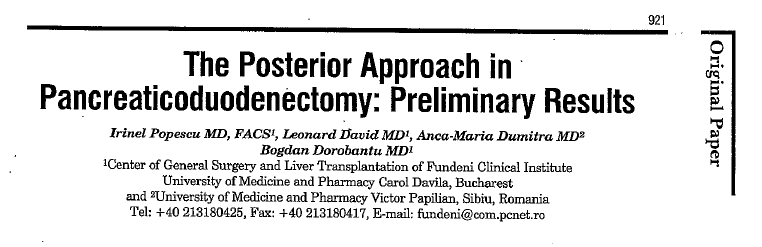 921
Original Paper
The Posterior Approach in
Pancreaticoduodenectomy: Preliminary Results
Irinel Popescu MD, FACS¹, Leonard David MD¹, Anca-Maria Dumitra MD²
Bogdan Dorobantu MD¹
¹Center of General Surgery and Liver Transplantation of Fundeni Clinical Institute
University of Medicine and Pharmacy Carol Davila, Bucharest
and ²University of Medicine and Pharmacy Victor Papilian, Sibiu, Romania
Tel: +40 213180425, Fax: +40 213180417, E-mail: fundeni@com.pcnet.ro